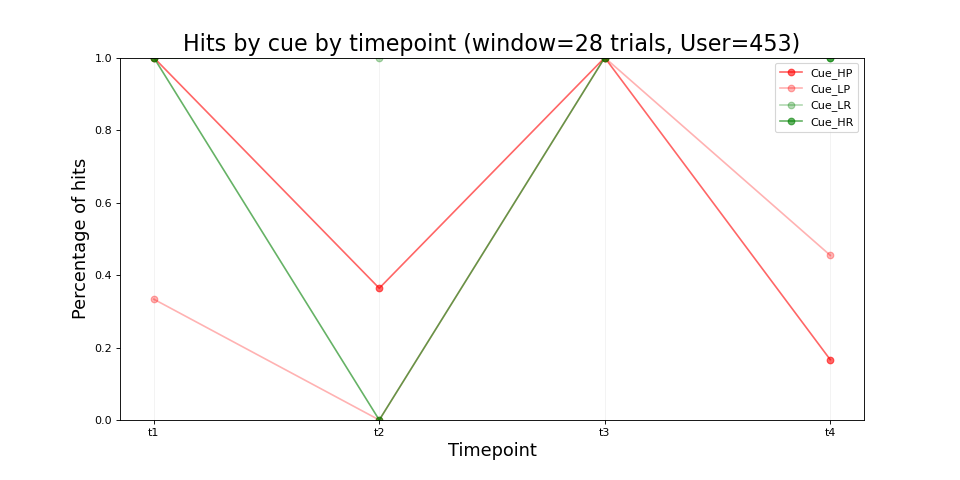 Hits by cue by timepoint (window=28 trials, User=453)
Cue_HP
Cue_LP
Cue_LR
Cue_HR
Percentage of hits
1.0
0.8
0.6
0.4
0.2
0.0
t1
t2
t3
t4
Timepoint